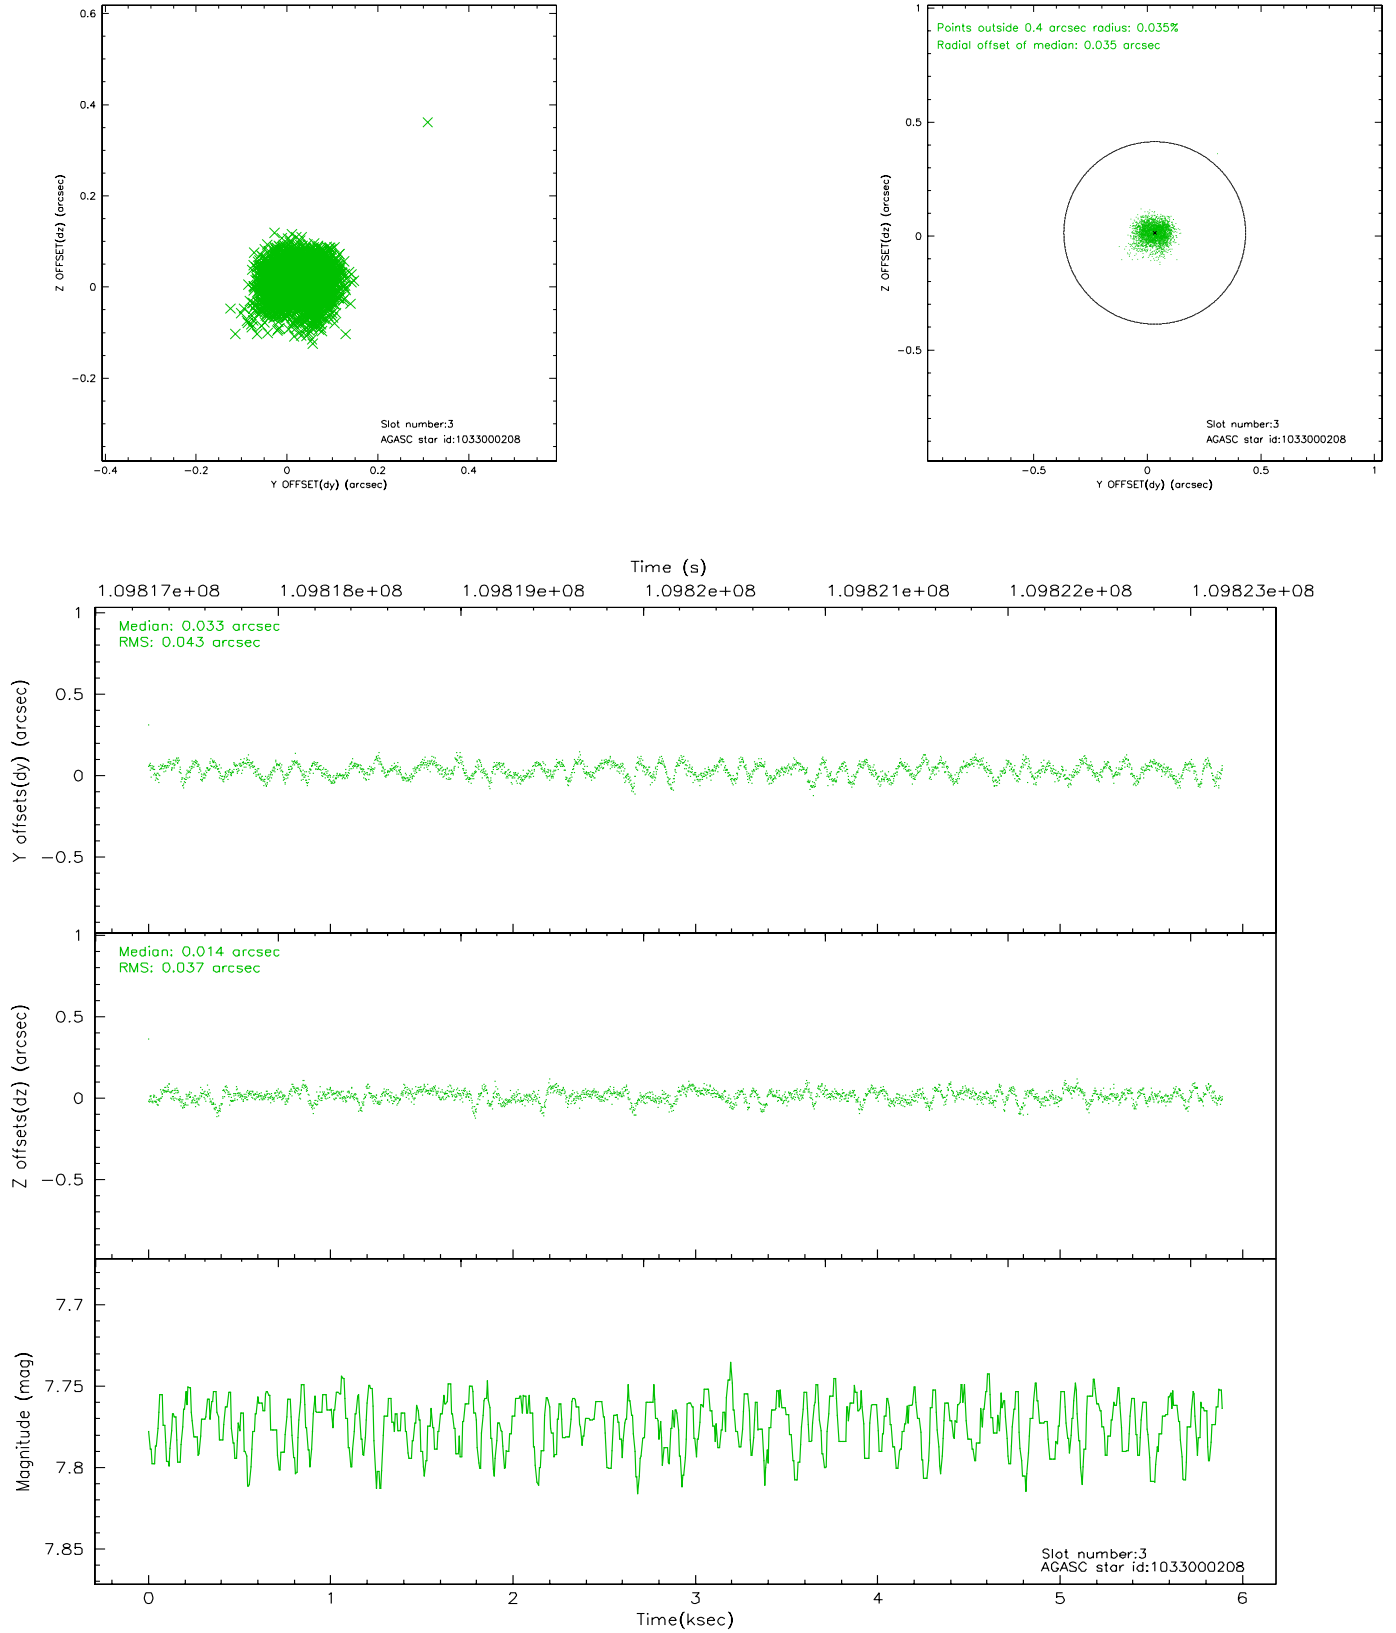 0.6
0.4
0.2
0
−0.2
−0.4
−0.2
0
0.2
0.4
Z OFFSET(dz) (arcsec)
Y OFFSET(dy) (arcsec)
Slot number:3
AGASC star id:1033000208
Points outside 0.4 arcsec radius: 0.035%
Radial offset of median: 0.035 arcsec
1
0.5
0
−0.5
−0.5
0
0.5
1
Z OFFSET(dz) (arcsec)
Y OFFSET(dy) (arcsec)
Slot number:3
AGASC star id:1033000208
Time (s)
1.09817e+08
1.09818e+08
1.09819e+08
1.0982e+08
1.09821e+08
1.09822e+08
1.09823e+08
Median: 0.033 arcsec
RMS: 0.043 arcsec
1
0.5
0
−0.5
Y offsets(dy) (arcsec)
Median: 0.014 arcsec
RMS: 0.037 arcsec
1
0.5
0
−0.5
Z offsets(dz) (arcsec)
7.7
7.75
7.8
7.85
Magnitude (mag)
Slot number:3
AGASC star id:1033000208
0
1
2
3
4
5
6
Time(ksec)